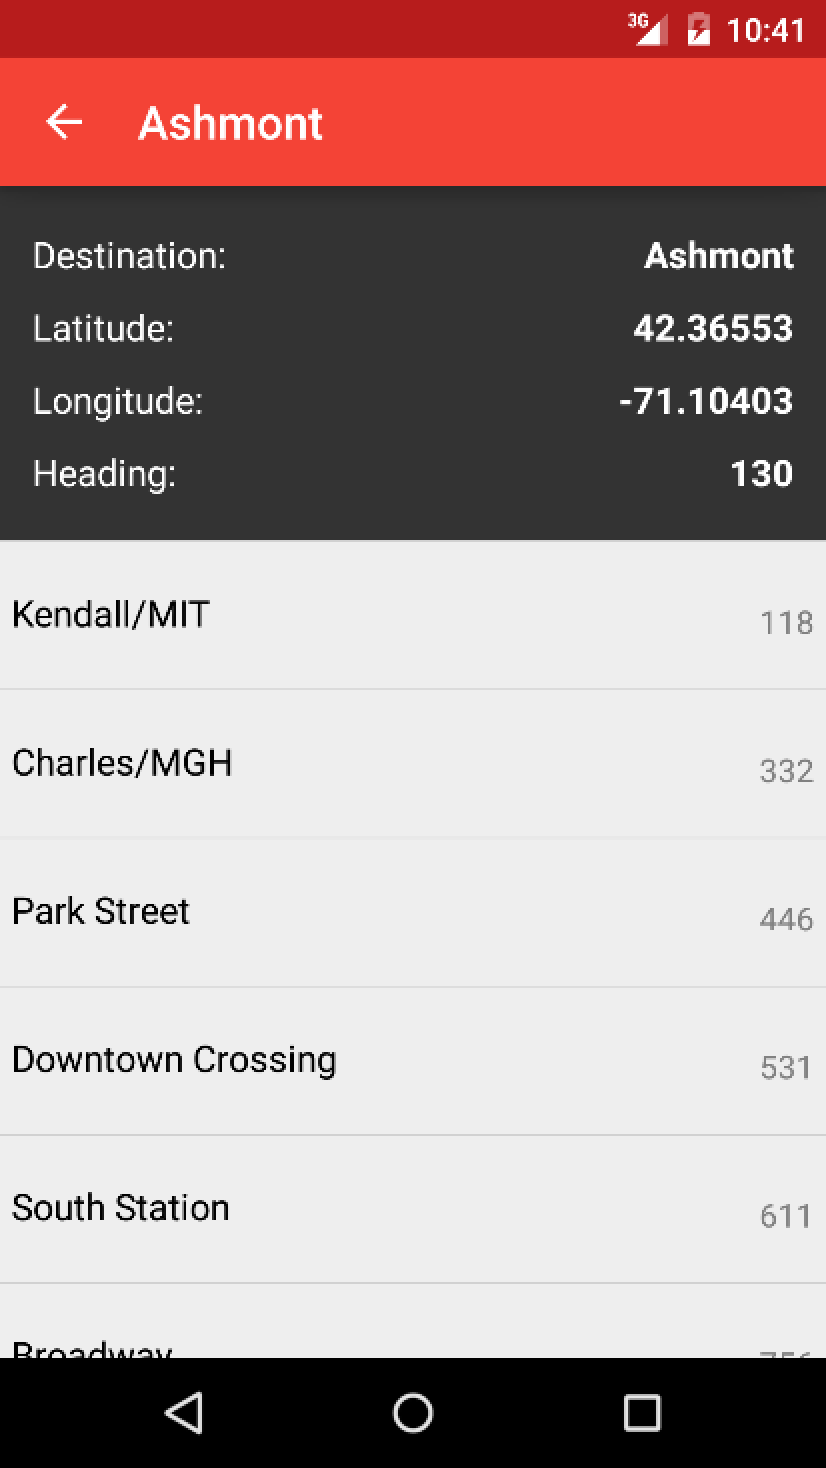 3G 10:41
Ashmont
Destination: Ashmont
Latitude: 42.36553
Longitude: -71.10403
Heading: 130
Kendall/MIT 118
Charles/MGH 332
Park Street 446
Downtown Crossing 531
South Station 611
Broadway